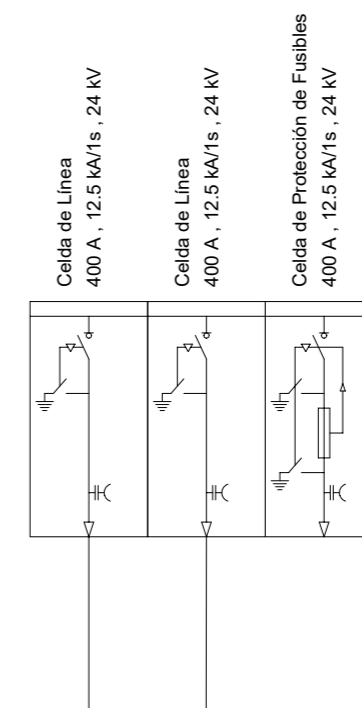 Celda de Línea
400 A , 12.5 kA/1s , 24 kV
Celda de Línea
400 A , 12.5 kA/1s , 24 kV
Celda de Protección de Fusibles
400 A , 12.5 kA/1s , 24 kV